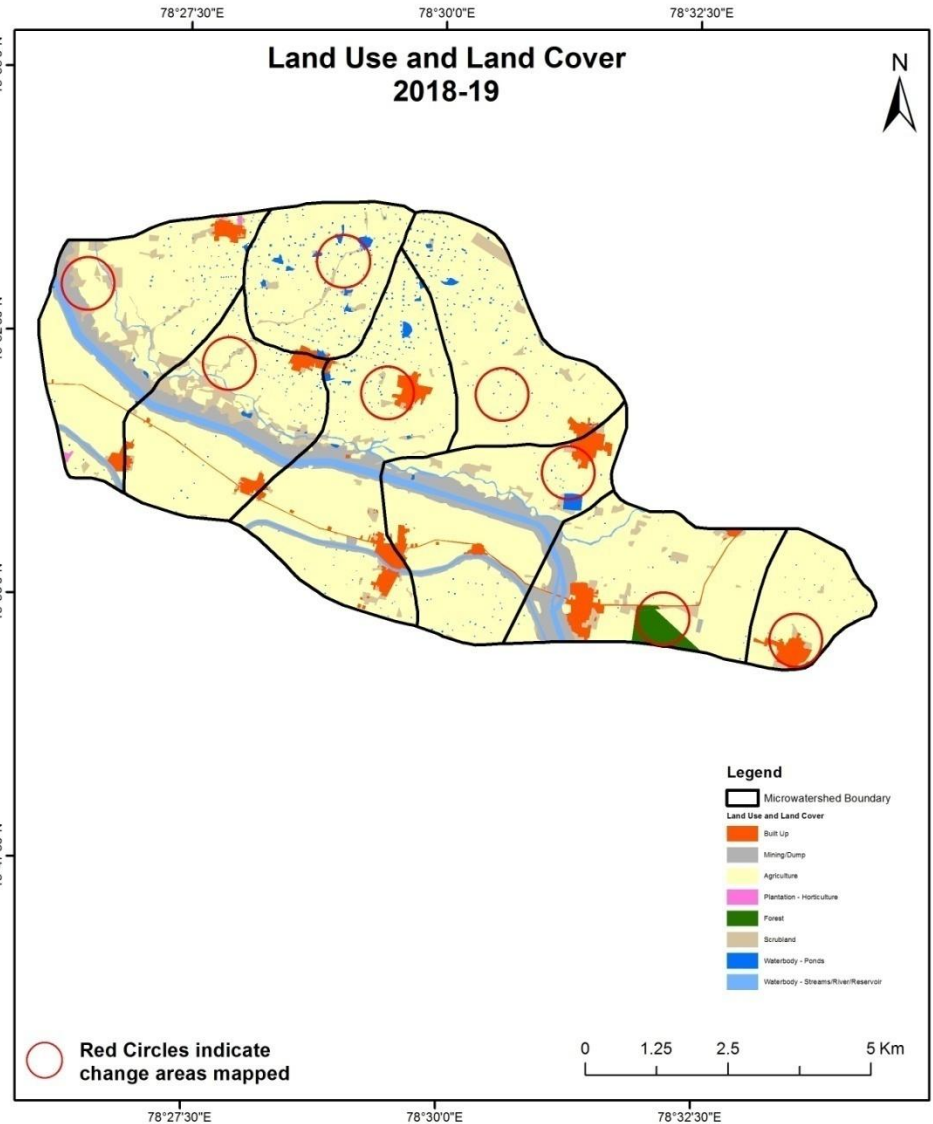 78°27'30"E
78°30'0"E
78°32'30"E
Land Use and Land Cover
2018-19
N
Legend
Microwatershed Boundary
Land Use and Land Cover
Built Up
Mining/Dump
Agriculture
Plantation - Horticulture
Forest
Scrubland
Waterbody - Ponds
Waterbody - Streams/River/Reservoir
Red Circles indicate
change areas mapped
0 1.25 2.5 5 Km
78°27'30"E
78°30'0"E
78°32'30"E